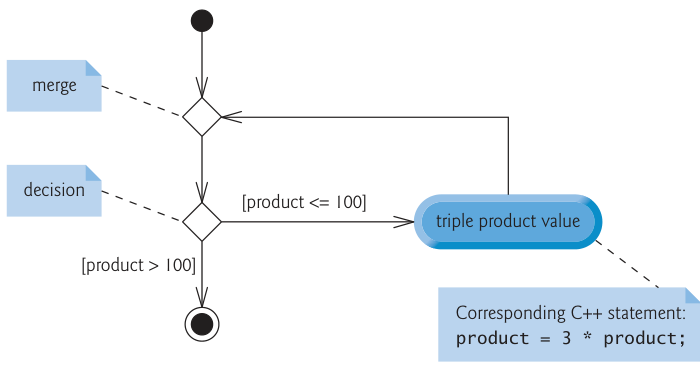 merge
decision
[product <= 100]
triple product value
[product > 100]
Corresponding C++ statement:
product = 3 * product;